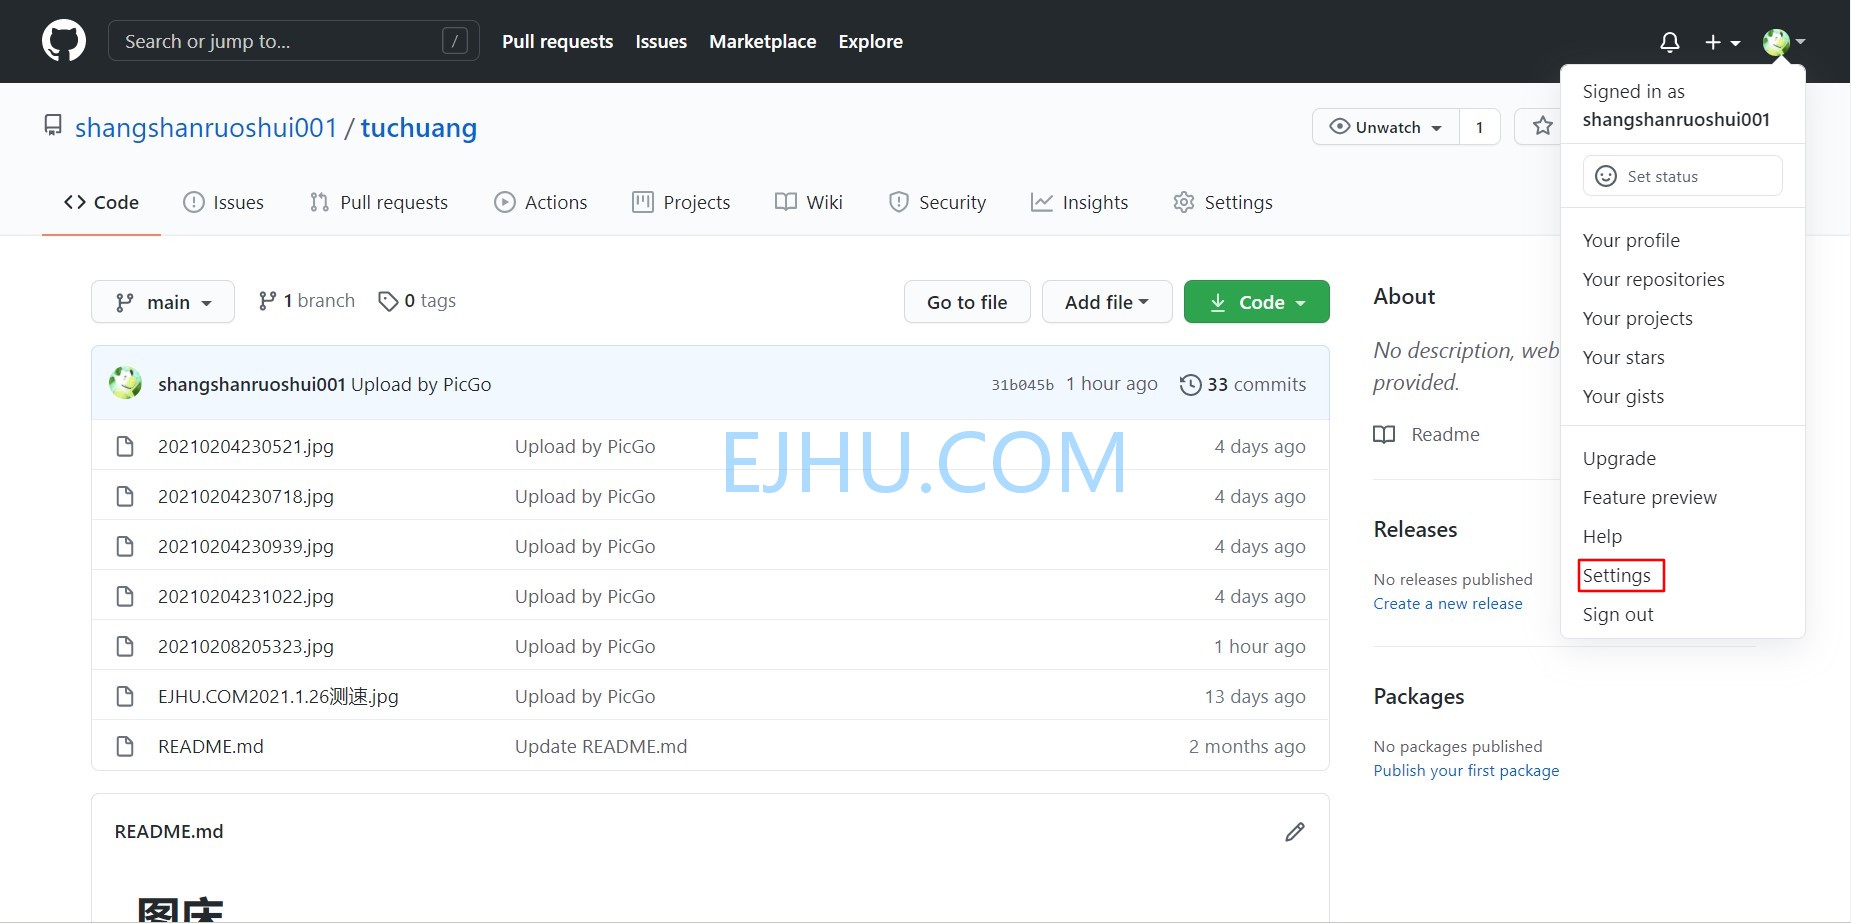 Search or jump to... /
Pull requests
Issues
Marketplace
Explore
shangshanruoshui001 / tuchuang
Unwatch
1
Code
Issues
Pull requests
Actions
Projects
Wiki
Security
Insights
Settings
main
1 branch
0 tags
Go to file
Add file
Code
shangshanruoshui001 Upload by PicGo 31b045b 1 hour ago 33 commits
20210204230521.jpg Upload by PicGo 4 days ago
20210204230718.jpg Upload by PicGo 4 days ago
20210204230939.jpg Upload by PicGo 4 days ago
20210204231022.jpg Upload by PicGo 4 days ago
20210208205323.jpg Upload by PicGo 1 hour ago
EJHU.COM2021.1.26测速.jpg Upload by PicGo 13 days ago
README.md Update README.md 2 months ago
EJHU.COM
README.md
图床
About
No description, web
provided.
Readme
Releases
No releases published
Create a new release
Packages
No packages published
Publish your first package
Signed in as
shangshanruoshui001
Set status
Your profile
Your repositories
Your projects
Your stars
Your gists
Upgrade
Feature preview
Help
Settings
Sign out